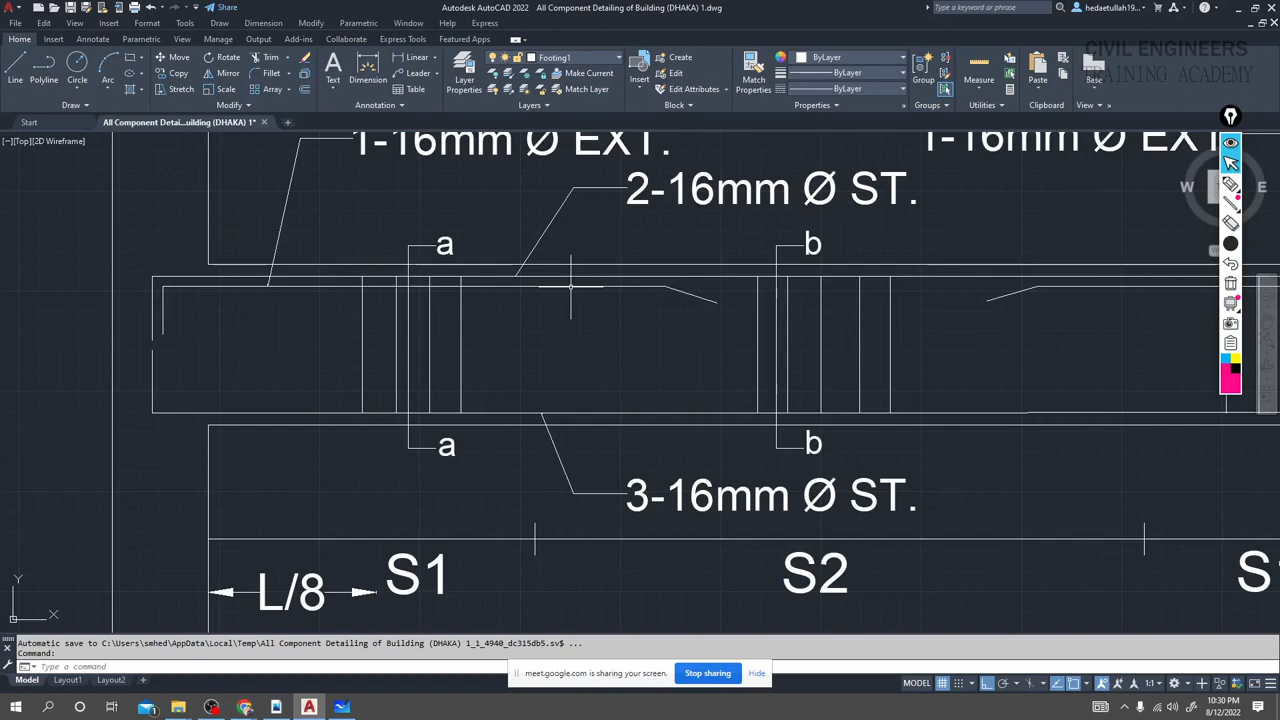 Autodesk AutoCAD 2022 All Component Detailing of Building (DHAKA) 1.dwg
Share
Type a keyword or phrase
hedaetullah19...
File Edit View Insert Format Tools Draw Dimension Modify Parametric Window Help Express
Home Insert Annotate Parametric View Manage Output Add-ins Collaborate Express Tools Featured Apps
CIVIL ENGINEERS
Line Polyline Circle Arc
Move Rotate Trim
Copy Mirror Fillet
Stretch Scale Array
Text Dimension
Linear
Leader
Table
Layer Properties
Footing1
Make Current
Match Layer
Insert
Create
Edit
Edit Attributes
Match Properties
ByLayer
ByLayer
ByLayer
Group
Measure
Paste
Base
Draw Modify Annotation Layers Block Properties Groups Utilities Clipboard View
Start All Component Detai...uilding (DHAKA) 1*
[−][Top][2D Wireframe]
1-16mm Ø EXT.
1-16mm Ø EXT
2-16mm Ø ST.
W E
a b
a b
3-16mm Ø ST.
S1 S2
L/8
Y
X
Automatic save to C:\Users\smhed\AppData\Local\Temp\All Component Detailing of Building (DHAKA) 1_1_4940_dc315db5.sv$ ...
Command:
Type a command
meet.google.com is sharing your screen.
Stop sharing
Hide
Model Layout1 Layout2
MODEL
1:1
10:30 PM
8/12/2022